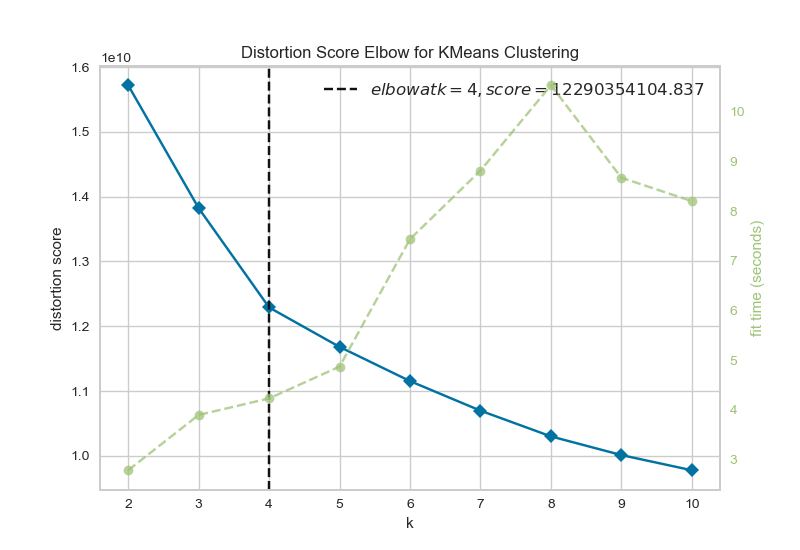 Distortion Score Elbow for KMeans Clustering
1e10
elbowatk = 4, score = 12290354104.837
1.6
1.5
1.4
1.3
1.2
1.1
1.0
distortion score
10
9
8
7
6
5
4
3
fit time (seconds)
2 3 4 5 6 7 8 9 10
k